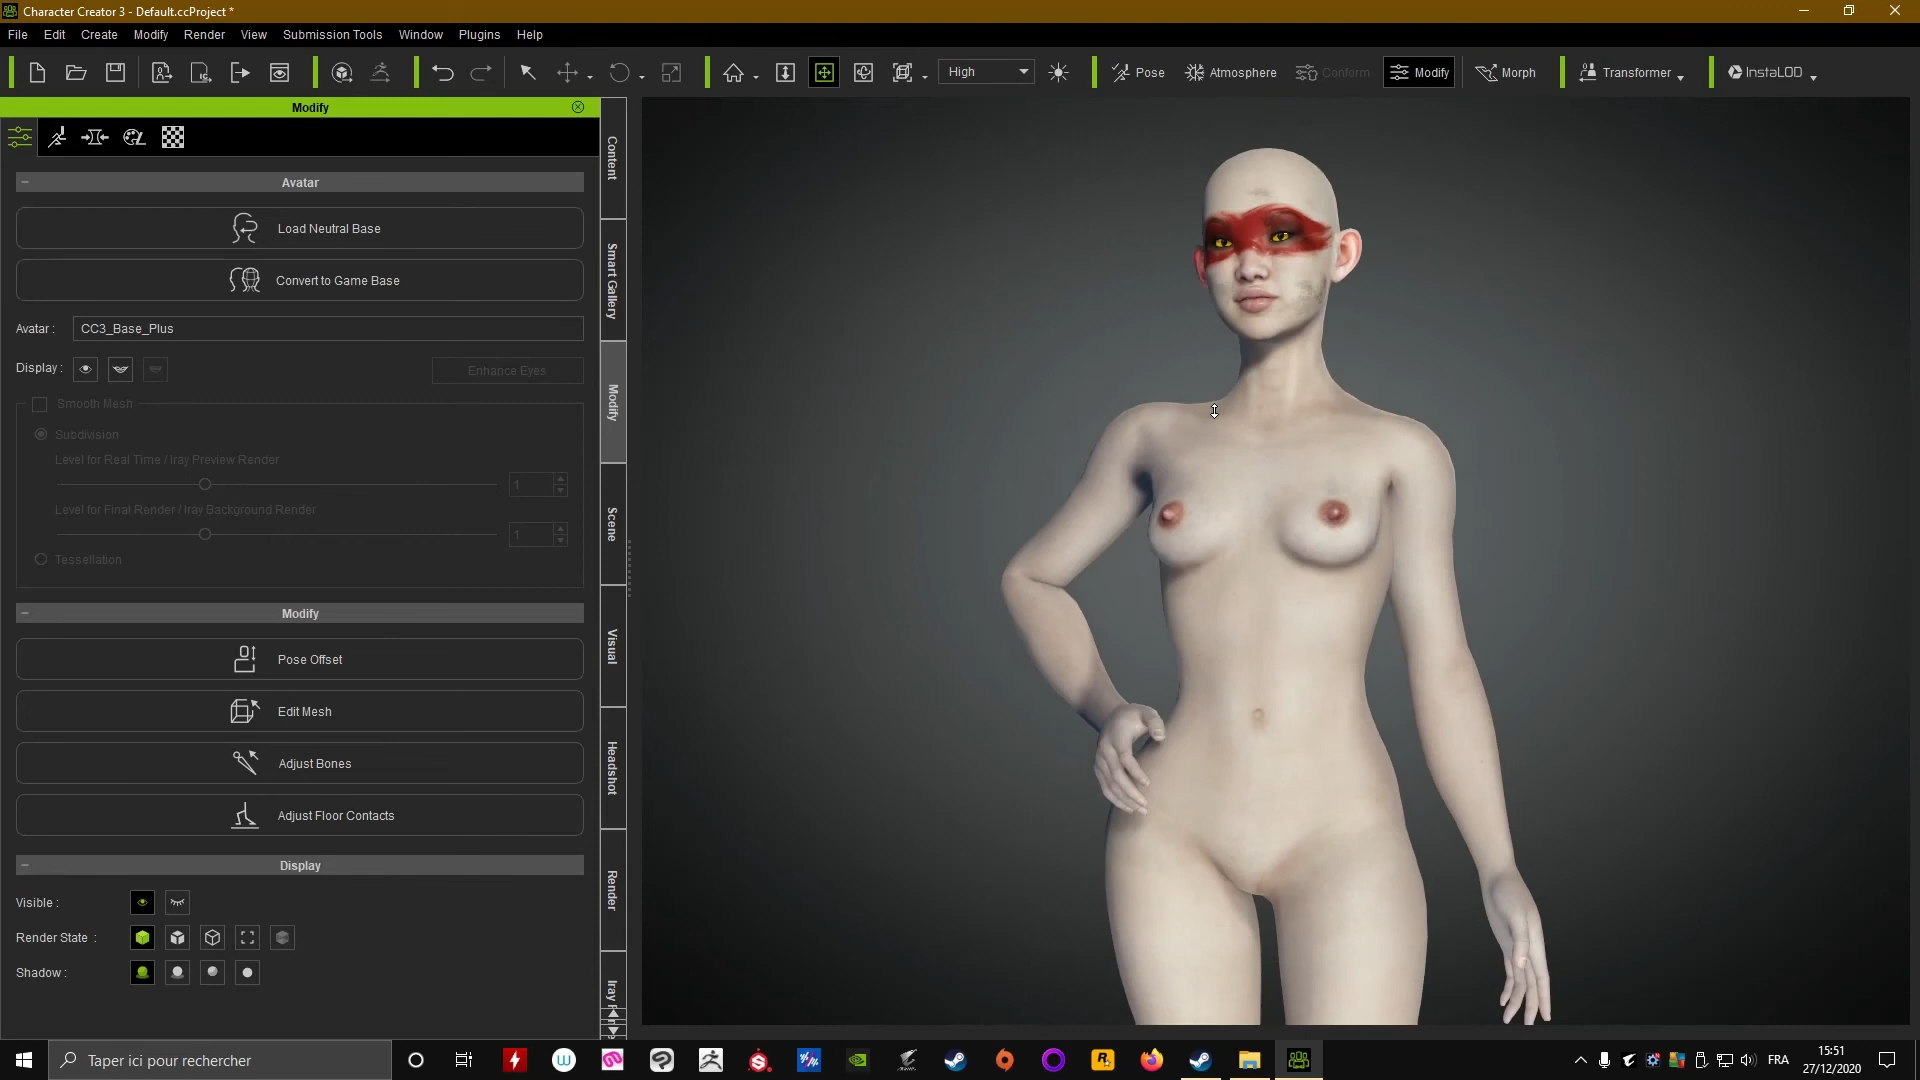 Character Creator 3 - Default.ccProject *
File Edit Create Modify Render View Submission Tools Window Plugins Help
High Pose Atmosphere Conform Modify Morph Transformer InstaLOD
Modify
Avatar
Load Neutral Base
Convert to Game Base
Avatar : CC3_Base_Plus
Display : Enhance Eyes
Smooth Mesh
Subdivision
Level for Real Time / Iray Preview Render
1
Level for Final Render / Iray Background Render
1
Tessellation
Modify
Pose Offset
Edit Mesh
Adjust Bones
Adjust Floor Contacts
Display
Visible :
Render State :
Shadow :
Content
Smart Gallery
Modify
Scene
Visual
Headshot
Render
Iray
Taper ici pour rechercher
FRA
15:51
27/12/2020